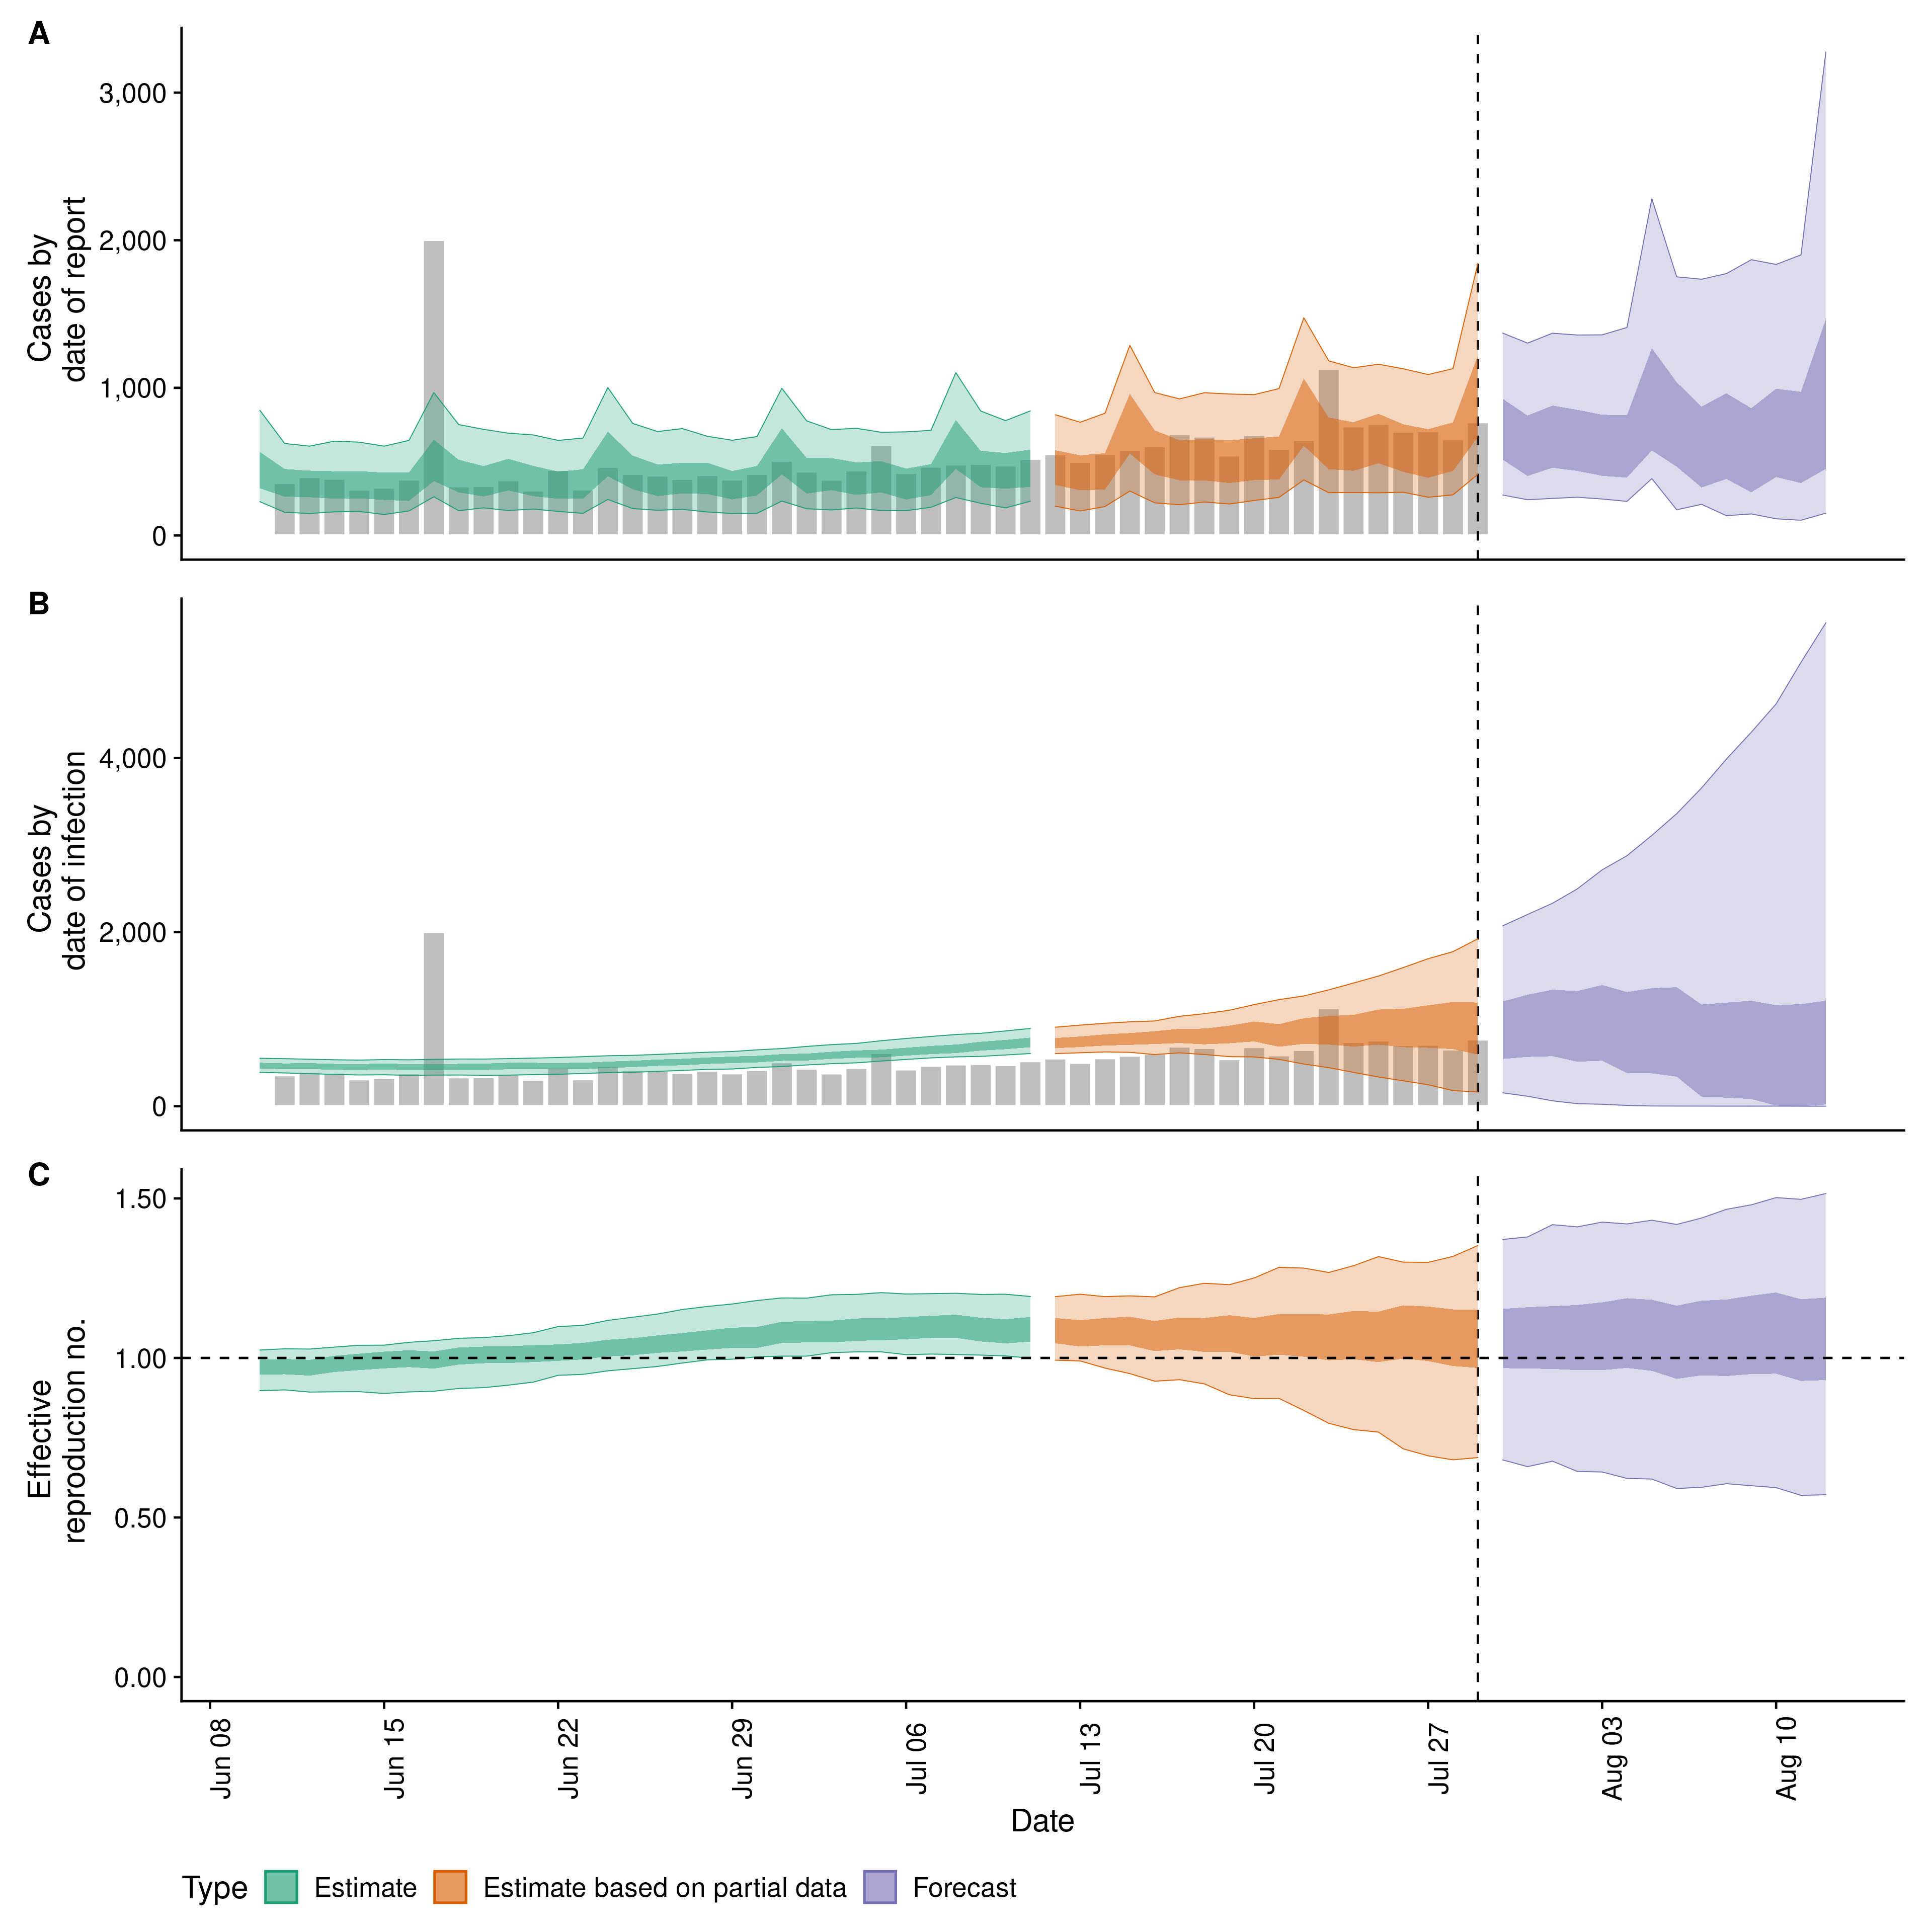 A
Cases by
date of report
3,000
2,000
1,000
0
B
Cases by
date of infection
4,000
2,000
0
C
Effective
reproduction no.
1.50
1.00
0.50
0.00
Jun 08
Jun 15
Jun 22
Jun 29
Jul 06
Jul 13
Jul 20
Jul 27
Aug 03
Aug 10
Date
Type
Estimate
Estimate based on partial data
Forecast